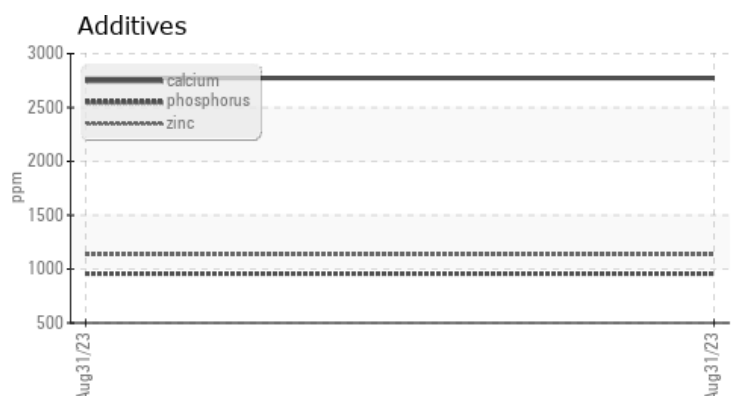 Additives
3000
2500
2000
1500
1000
500
ppm
calcium
phosphorus
zinc
Aug31/23
Aug31/23